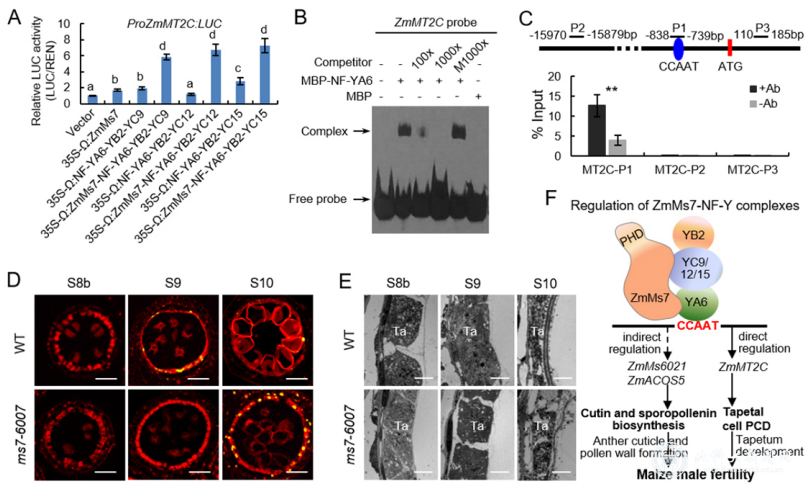 A
ProZmMT2C:LUC
Relative LUC activity
(LUC/REN)
10
8
6
4
2
0
a
b
b
d
a
d
c
d
Vector
35S-Ω:ZmMs7
35S-Ω:NF-YA6-YB2-YC9
35S-Ω:ZmMs7-NF-YA6-YB2-YC9
35S-Ω:NF-YA6-YB2-YC12
35S-Ω:ZmMs7-NF-YA6-YB2-YC12
35S-Ω:NF-YA6-YB2-YC15
35S-Ω:ZmMs7-NF-YA6-YB2-YC15
B
ZmMT2C probe
Competitor - - 100x 1000x M1000x -
MBP-NF-YA6 - + + + + -
MBP - - - - - +
Complex
Free probe
C
-15970 P2 -15879bp -838 P1 -739bp 110 P3 185bp
CCAAT ATG
% Input
20
15
10
5
0
**
+Ab
-Ab
MT2C-P1 MT2C-P2 MT2C-P3
D
S8b S9 S10
WT
ms7-6007
E
S8b S9 S10
WT
Ta Ta Ta
ms7-6007
Ta Ta Ta
F
Regulation of ZmMs7-NF-Y complexes
PHD
YB2
YC9/
12/15
ZmMs7
YA6
CCAAT
indirect
regulation
direct
regulation
ZmMs6021
ZmACOS5
ZmMT2C
Cutin and sporopollenin
biosynthesis
Tapetal
cell PCD
Anther cuticle and
pollen wall formation
Tapetum
development
Maize male fertility